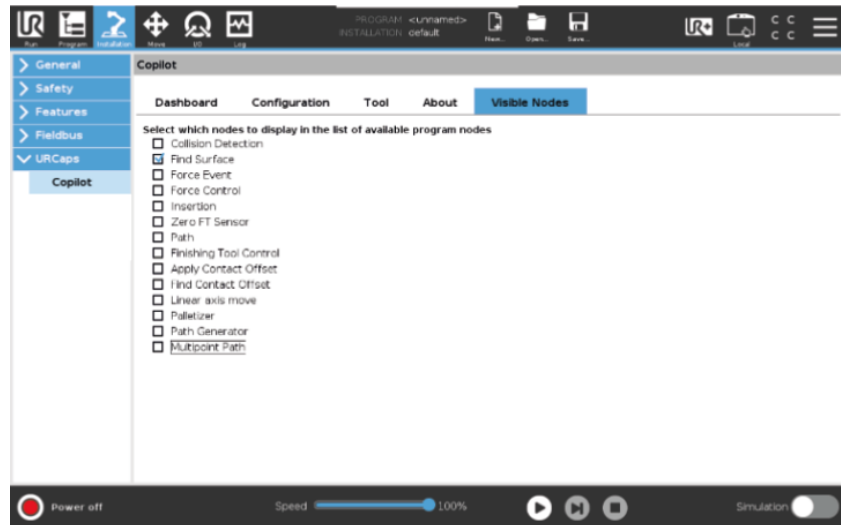 PROGRAM <unnamed>
INSTALLATION default
Run Program Installation Move I/O Log New... Open... Save... Local
UR
UR+
C C
C C
General
Safety
Features
Fieldbus
URCaps
Copilot
Copilot
Dashboard Configuration Tool About Visible Nodes
Select which nodes to display in the list of available program nodes
Collision Detection
Find Surface
Force Event
Force Control
Insertion
Zero FT Sensor
Path
Finishing Tool Control
Apply Contact Offset
Find Contact Offset
Linear axis move
Palletizer
Path Generator
Multipoint Path
Power off Speed 100% Simulation